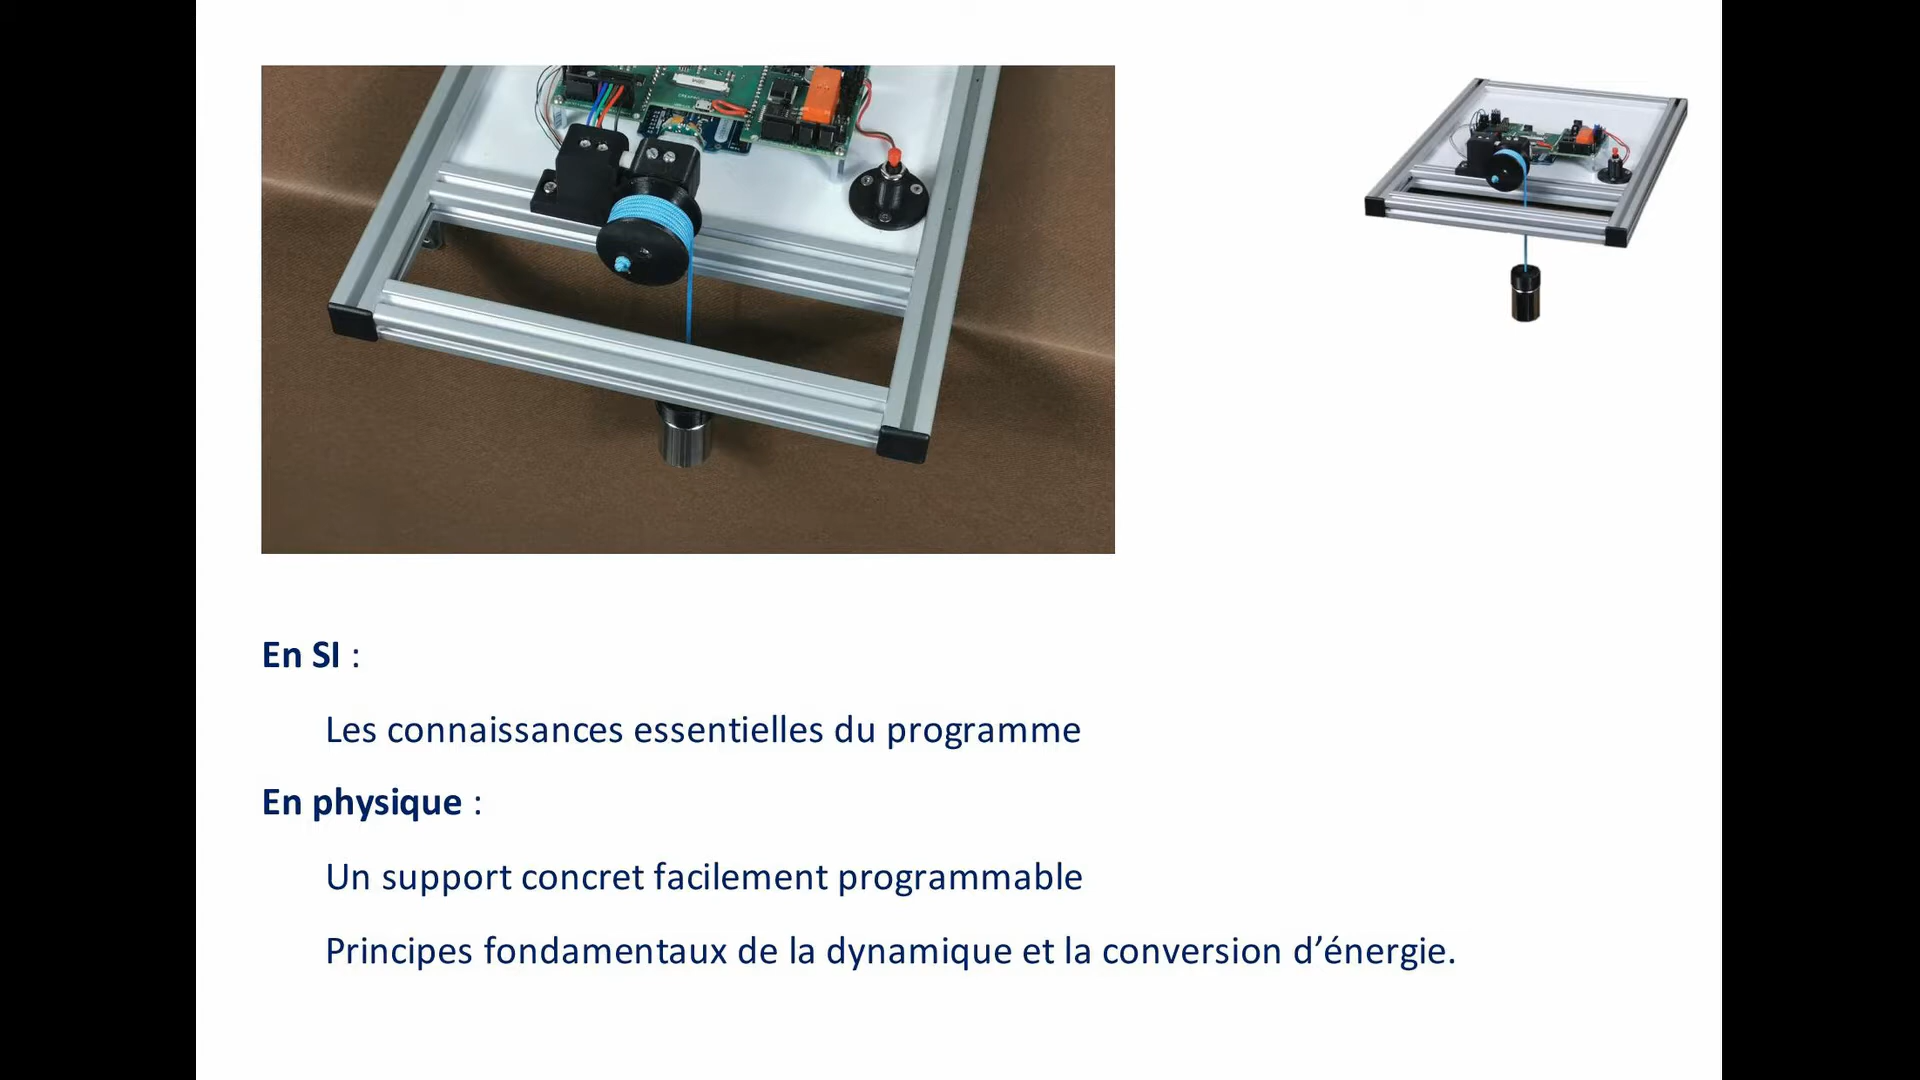 En SI :
Les connaissances essentielles du programme
En physique :
Un support concret facilement programmable
Principes fondamentaux de la dynamique et la conversion d’énergie.